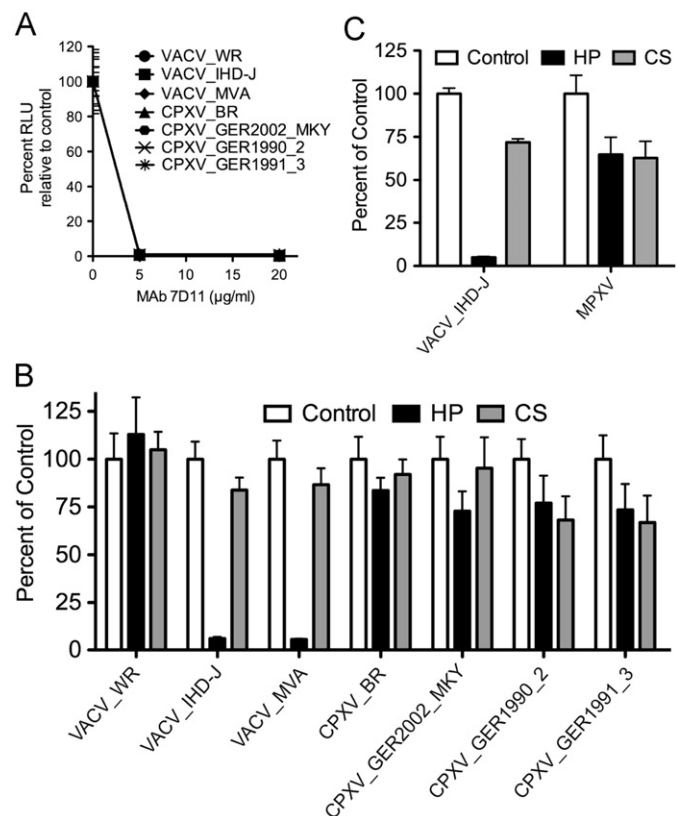 A
120
100
80
60
40
20
0
Percent RLU
relative to control
VACV_WR
VACV_IHD-J
VACV_MVA
CPXV_BR
CPXV_GER2002_MKY
CPXV_GER1990_2
CPXV_GER1991_3
0 5 10 15 20
MAb 7D11 (µg/ml)
C
Control HP CS
125
100
75
50
25
0
Percent of Control
VACV_IHD-J
MPXV
B
Control HP CS
125
100
75
50
25
0
Percent of Control
VACV_WR
VACV_IHD-J
VACV_MVA
CPXV_BR
CPXV_GER2002_MKY
CPXV_GER1990_2
CPXV_GER1991_3